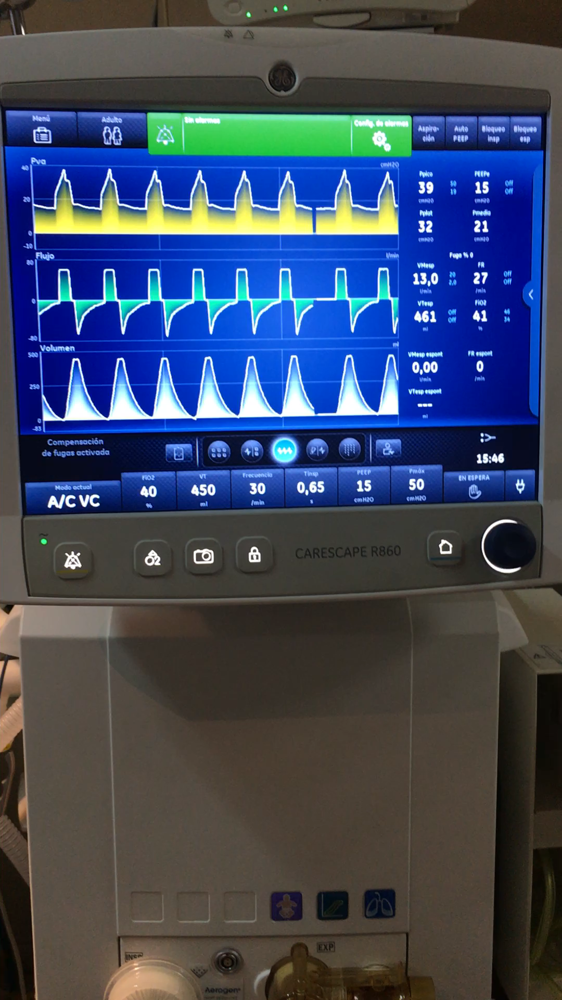 Menú
Adulto
Sin alarmas
Config. de alarmas
Aspira-
ción
Auto
PEEP
Bloqueo
insp
Bloqueo
esp
Pva
cmH2O
40
20
0
-10
Flujo
l/min
80
0
-80
Volumen
ml
500
250
0
-83
Ppico
39
50
19
cmH2O
PEEPe
15
Off
Off
cmH2O
Pplat
32
cmH2O
Pmedia
21
cmH2O
Fuga % 0
VMesp
13,0
20
2,0
l/min
FR
27
Off
Off
/min
VTesp
461
Off
Off
ml
FiO2
41
46
34
%
VMesp espont
0,00
l/min
FR espont
0
/min
VTesp espont
---
ml
Compensación
de fugas activada
15:46
Modo actual
A/C VC
FiO2
40
%
VT
450
ml
Frecuencia
30
/min
Tinsp
0,65
s
PEEP
15
cmH2O
Pmáx
50
cmH2O
EN ESPERA
O2
CARESCAPE R860
INSP
EXP
Aerogen®